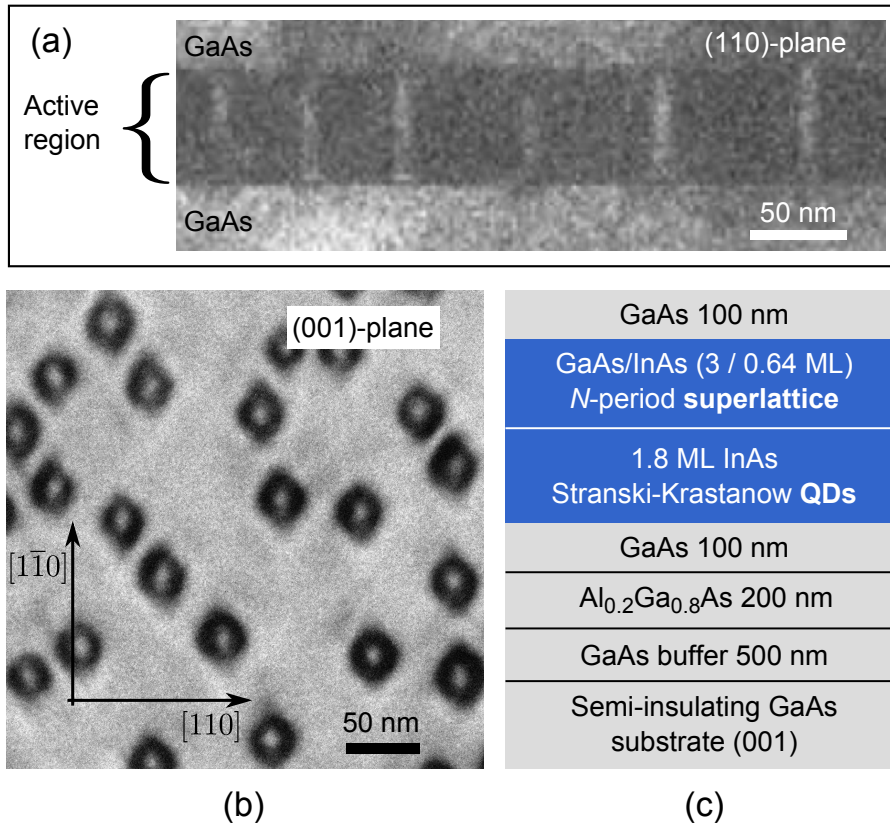 (a)
GaAs
(110)-plane
Active
region
GaAs
50 nm
(001)-plane
[11̅0]
[110]
50 nm
(b)
GaAs 100 nm
GaAs/InAs (3 / 0.64 ML)
N-period superlattice
1.8 ML InAs
Stranski-Krastanow QDs
GaAs 100 nm
Al₀.₂Ga₀.₈As 200 nm
GaAs buffer 500 nm
Semi-insulating GaAs
substrate (001)
(c)